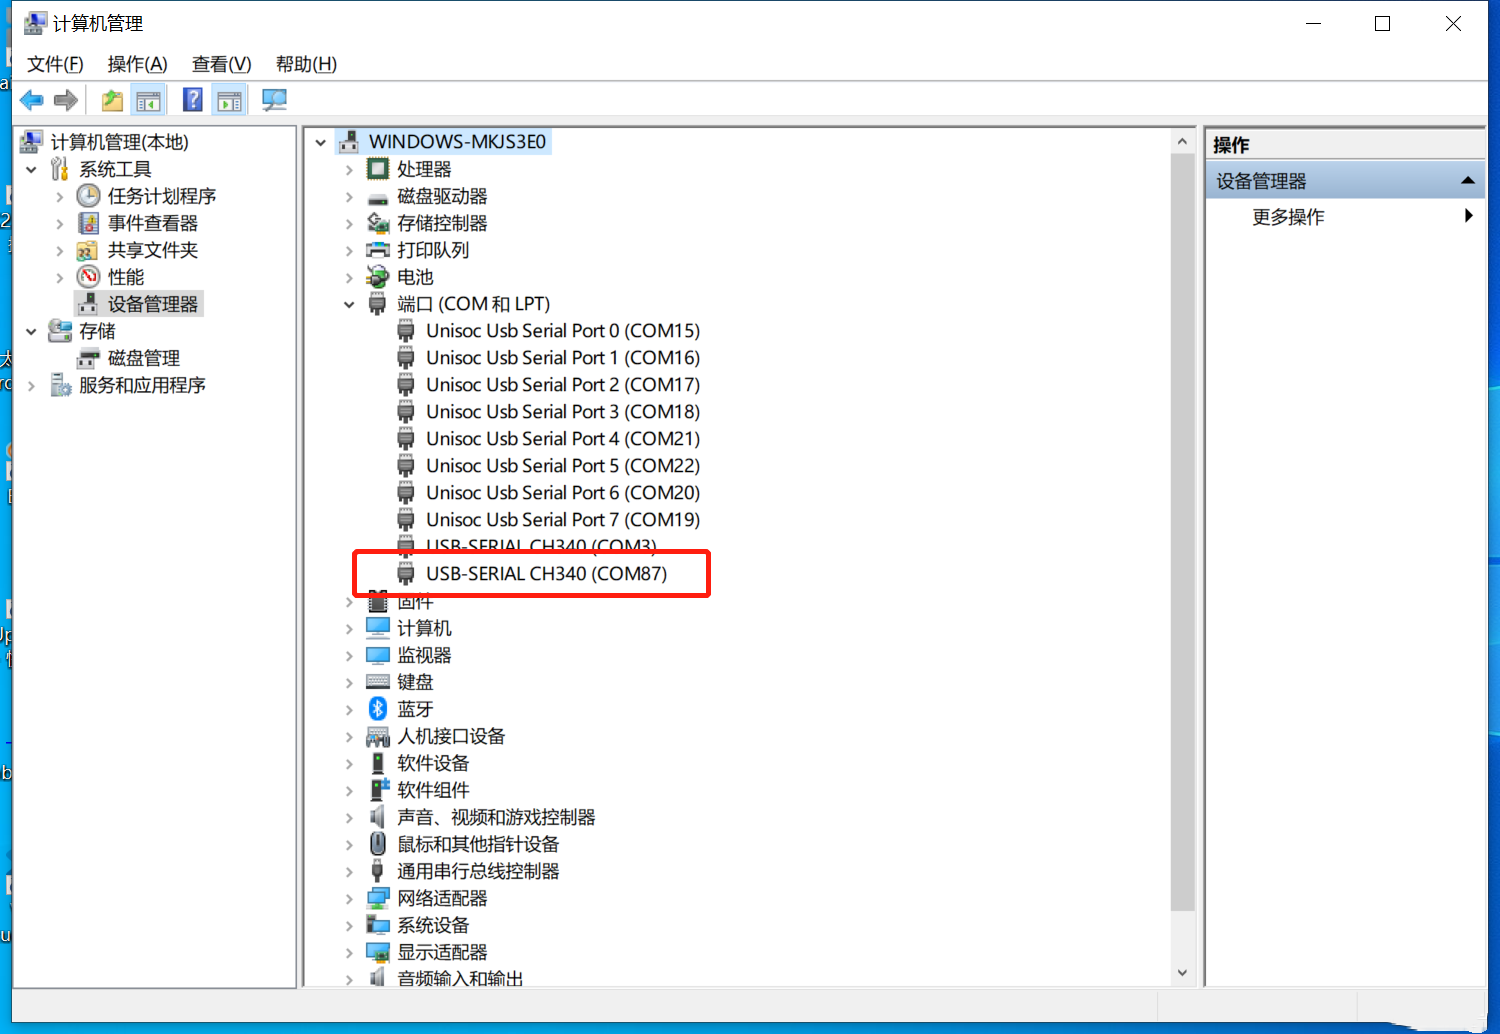 计算机管理
文件(F) 操作(A) 查看(V) 帮助(H)
计算机管理(本地)
系统工具
任务计划程序
事件查看器
共享文件夹
性能
设备管理器
存储
磁盘管理
服务和应用程序
WINDOWS-MKJS3E0
处理器
磁盘驱动器
存储控制器
打印队列
电池
端口 (COM 和 LPT)
Unisoc Usb Serial Port 0 (COM15)
Unisoc Usb Serial Port 1 (COM16)
Unisoc Usb Serial Port 2 (COM17)
Unisoc Usb Serial Port 3 (COM18)
Unisoc Usb Serial Port 4 (COM21)
Unisoc Usb Serial Port 5 (COM22)
Unisoc Usb Serial Port 6 (COM20)
Unisoc Usb Serial Port 7 (COM19)
USB-SERIAL CH340 (COM3)
USB-SERIAL CH340 (COM87)
固件
计算机
监视器
键盘
蓝牙
人机接口设备
软件设备
软件组件
声音、视频和游戏控制器
鼠标和其他指针设备
通用串行总线控制器
网络适配器
系统设备
显示适配器
音频输入和输出
操作
设备管理器
更多操作